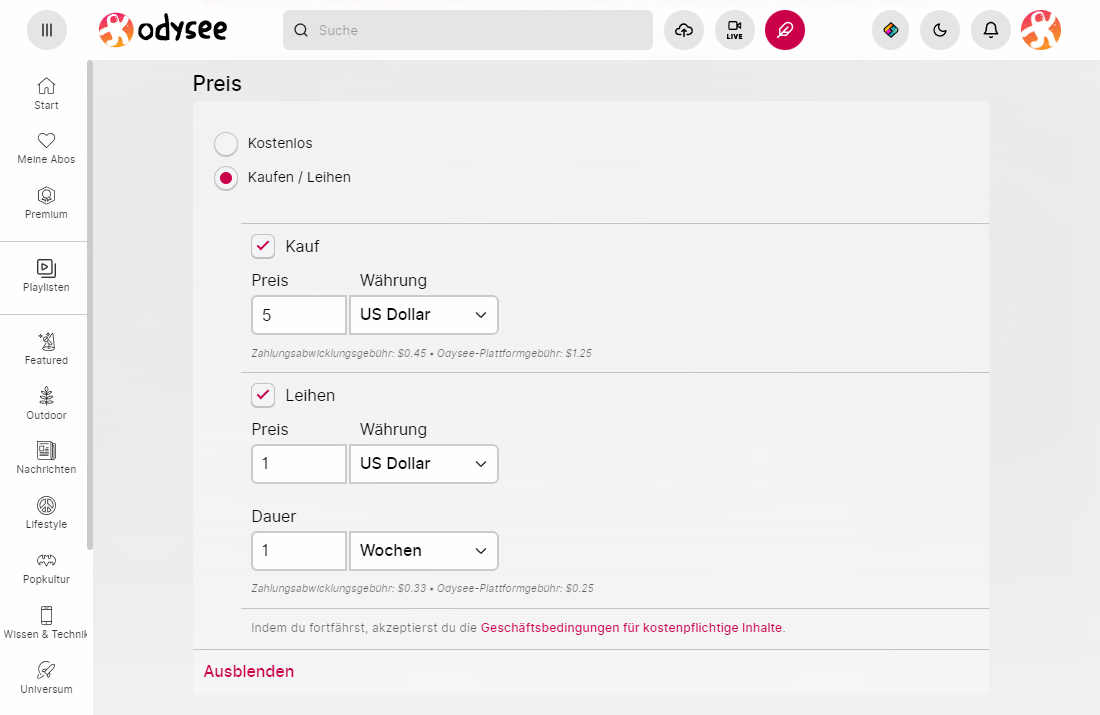 odysee
Suche
LIVE
Start
Meine Abos
Premium
Playlisten
Featured
Outdoor
Nachrichten
Lifestyle
Popkultur
Wissen & Technik
Universum
Preis
Kostenlos
Kaufen / Leihen
Kauf
Preis Währung
5 US Dollar
Zahlungsabwicklungsgebühr: $0.45 • Odysee-Plattformgebühr: $1.25
Leihen
Preis Währung
1 US Dollar
Dauer
1 Wochen
Zahlungsabwicklungsgebühr: $0.33 • Odysee-Plattformgebühr: $0.25
Indem du fortfährst, akzeptierst du die Geschäftsbedingungen für kostenpflichtige Inhalte.
Ausblenden